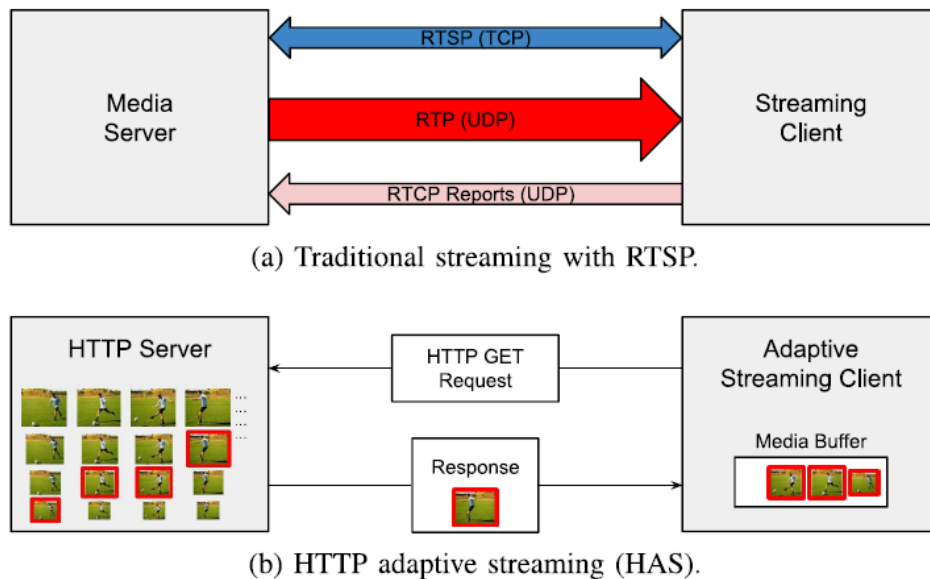 RTSP (TCP)
Media
Server
RTP (UDP)
Streaming
Client
RTCP Reports (UDP)
(a) Traditional streaming with RTSP.
HTTP Server
HTTP GET
Request
Adaptive
Streaming Client
...
...
...
...
Media Buffer
Response
(b) HTTP adaptive streaming (HAS).